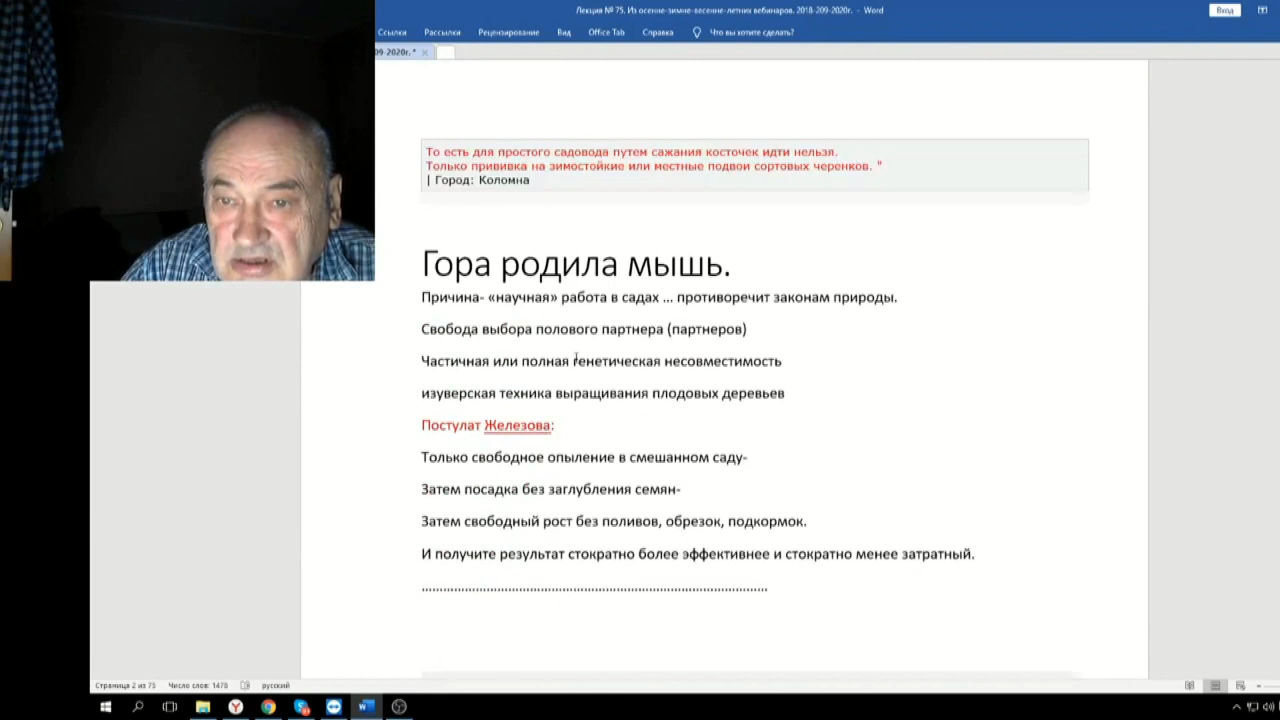 Лекция № 75. Из осенне-зимне-весенне-летних вебинаров. 2018-209-2020г. - Word
Вход
Ссылки Рассылки Рецензирование Вид Office Tab Справка Что вы хотите сделать?
09-2020г. *
То есть для простого садовода путем сажания косточек идти нельзя.
Только прививка на зимостойкие или местные подвои сортовых черенков. "
| Город: Коломна
Гора родила мышь.
Причина- «научная» работа в садах ... противоречит законам природы.
Свобода выбора полового партнера (партнеров)
Частичная или полная генетическая несовместимость
изуверская техника выращивания плодовых деревьев
Постулат Железова:
Только свободное опыление в смешанном саду-
Затем посадка без заглубления семян-
Затем свободный рост без поливов, обрезок, подкормок.
И получите результат стократно более эффективнее и стократно менее затратный.
Страница 2 из 75 Число слов: 1478 русский